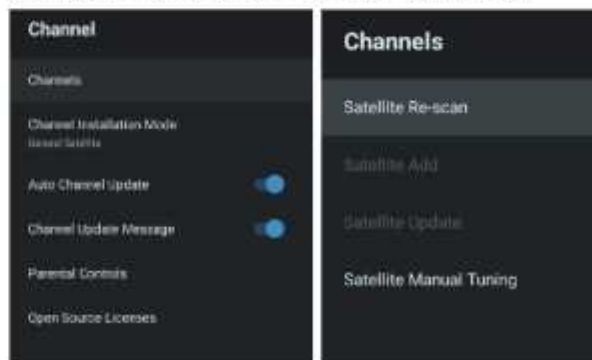 Channel
Channels
Channel Installation Mode
Auto Channel Update
Channel Update Message
Parental Controls
Open Source Licenses
Channels
Satellite Re-scan
Satellite Add
Satellite Update
Satellite Manual Tuning